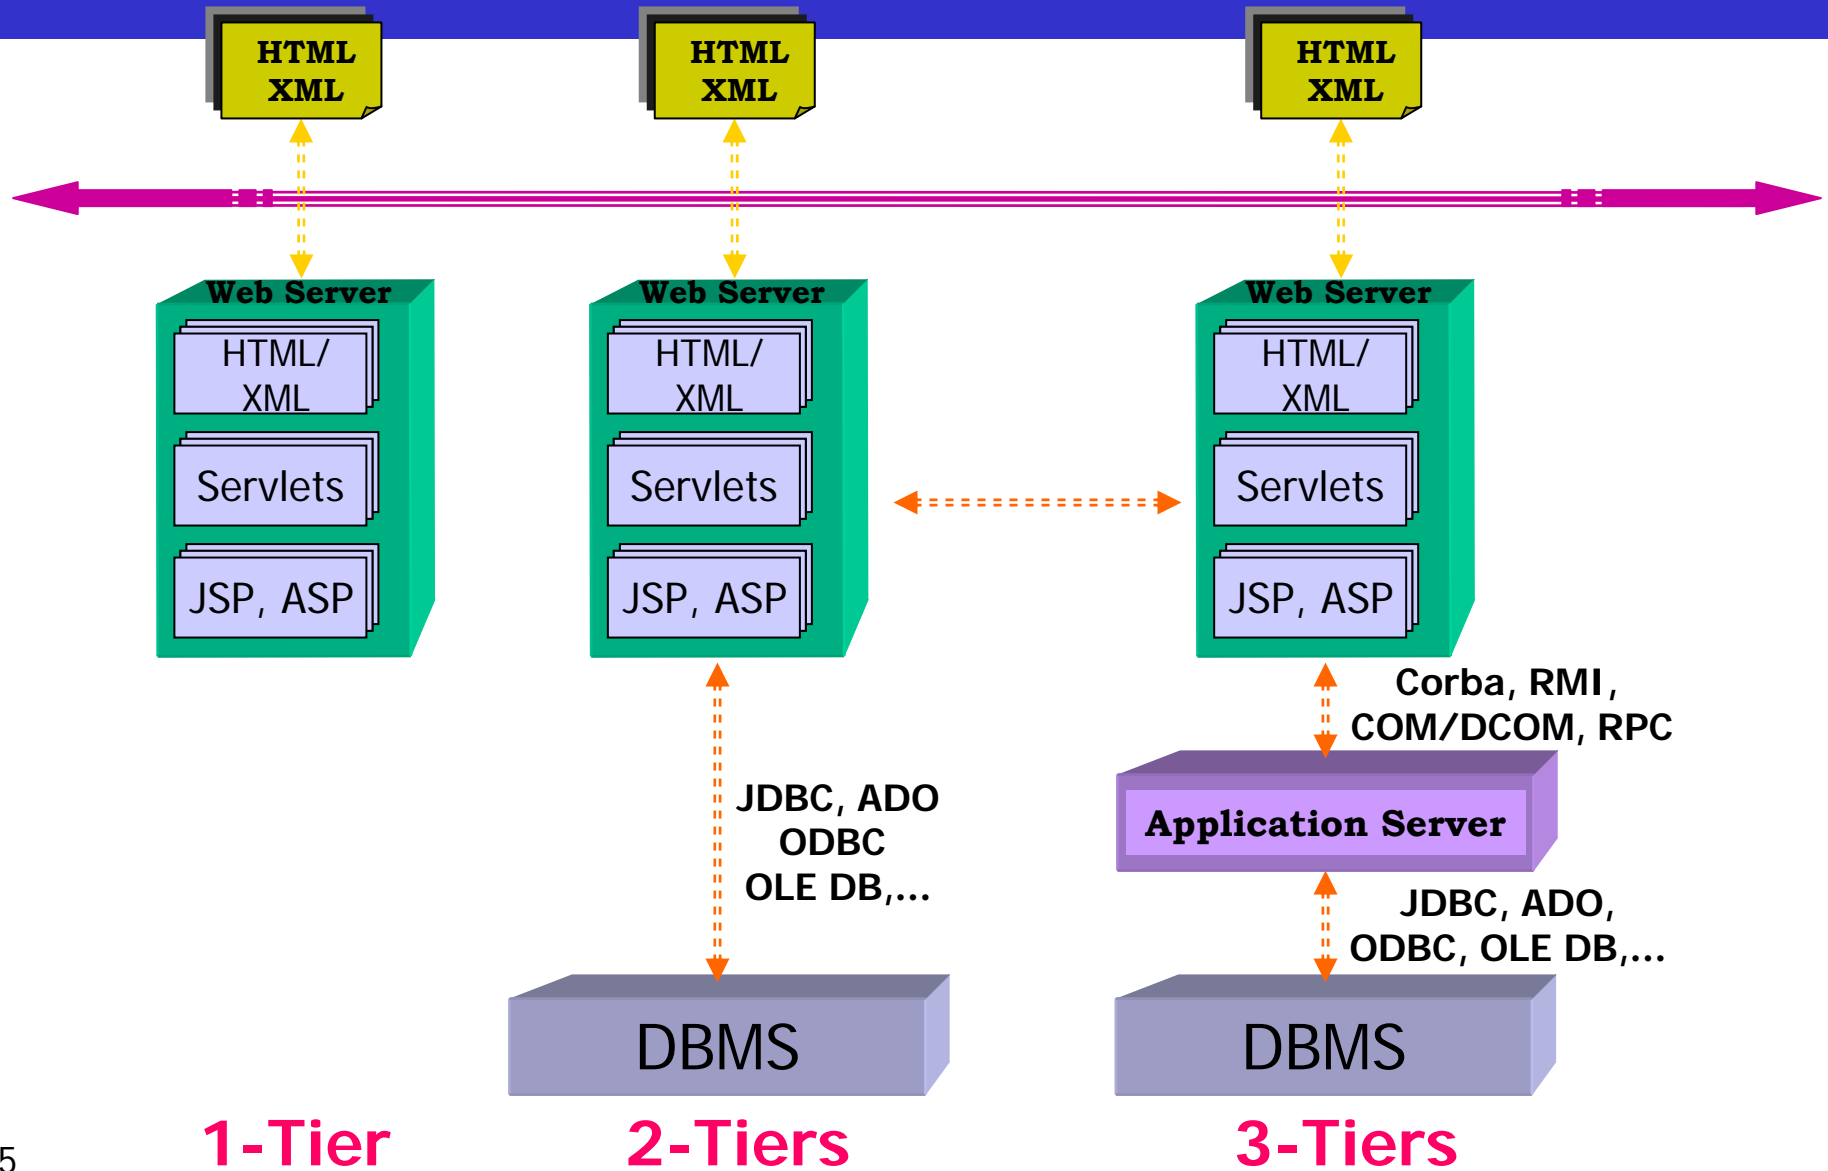 HTML
XML
HTML
XML
HTML
XML
Web Server
HTML/
XML
Servlets
JSP, ASP
Web Server
HTML/
XML
Servlets
JSP, ASP
Web Server
HTML/
XML
Servlets
JSP, ASP
JDBC, ADO
ODBC
OLE DB,...
Corba, RMI,
COM/DCOM, RPC
Application Server
JDBC, ADO,
ODBC, OLE DB,...
DBMS
DBMS
1-Tier
2-Tiers
3-Tiers
5